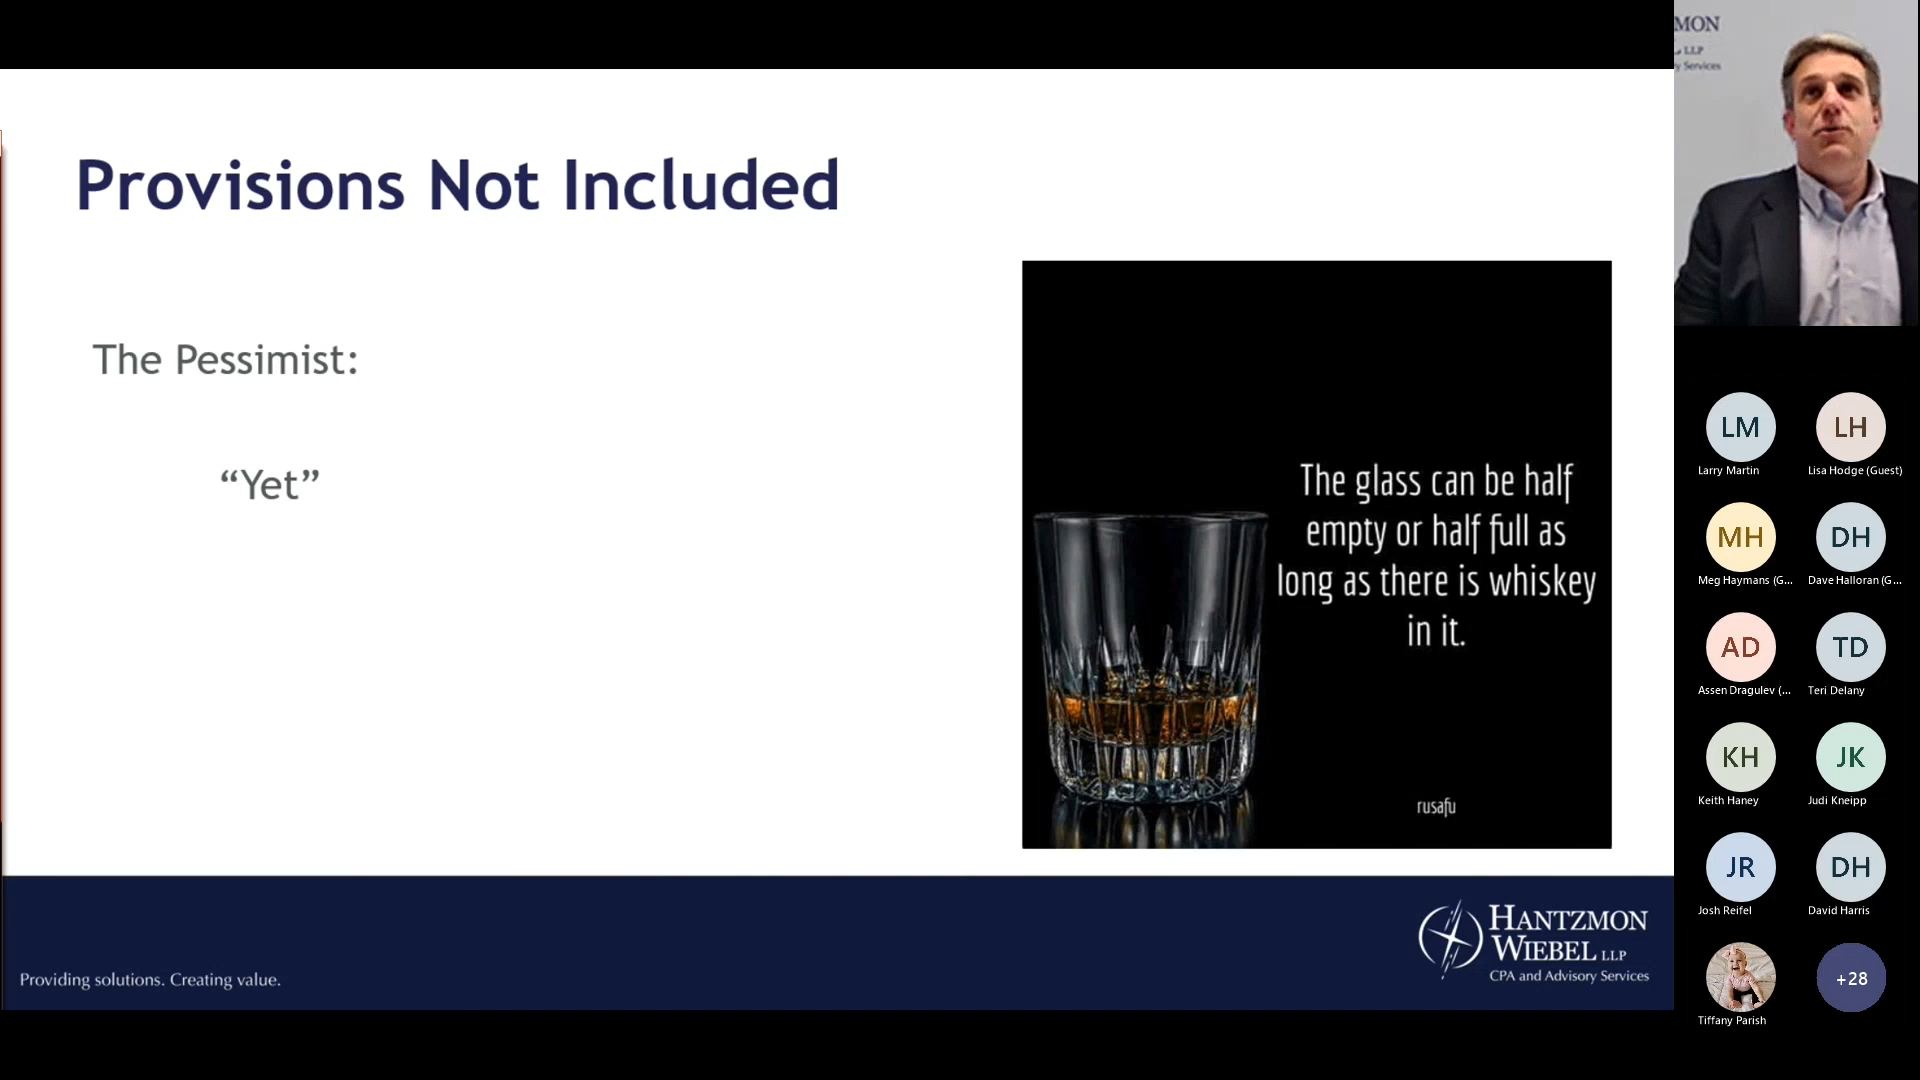 Provisions Not Included
The Pessimist:
“Yet”
The glass can be half
empty or half full as
long as there is whiskey
in it.
rusafu
Providing solutions. Creating value.
HANTZMON
WIEBEL LLP
CPA and Advisory Services
MON
LLP
y Services
LM
LH
Larry Martin
Lisa Hodge (Guest)
MH
DH
Meg Haymans (G...
Dave Halloran (G...
AD
TD
Assen Dragulev (...
Teri Delany
KH
JK
Keith Haney
Judi Kneipp
JR
DH
Josh Reifel
David Harris
+28
Tiffany Parish